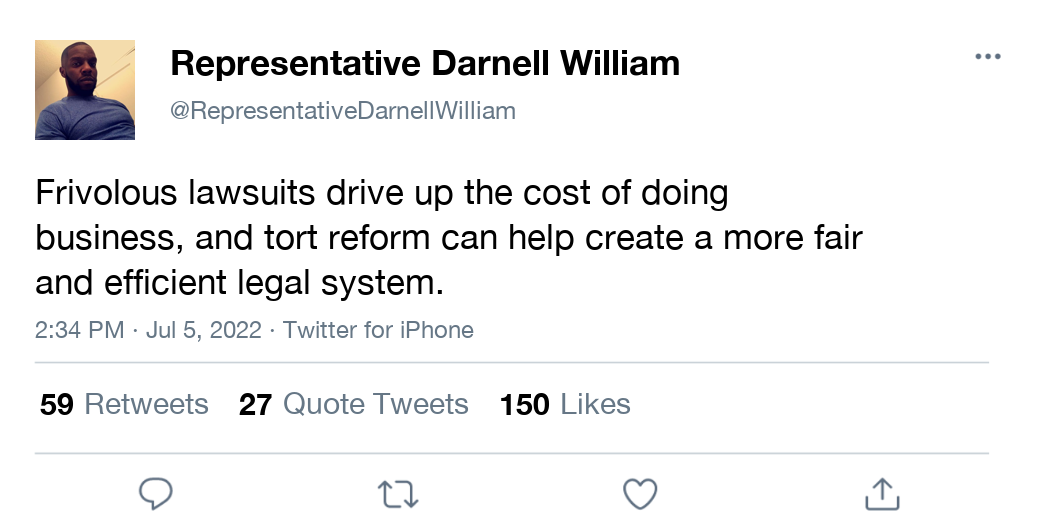 Representative Darnell William
@RepresentativeDarnellWilliam
Frivolous lawsuits drive up the cost of doing
business, and tort reform can help create a more fair
and efficient legal system.
2:34 PM · Jul 5, 2022 · Twitter for iPhone
59 Retweets 27 Quote Tweets 150 Likes